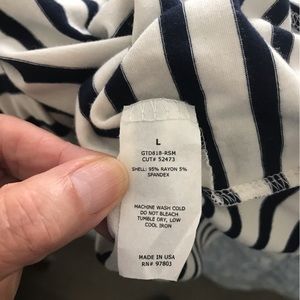 L
GTD818-RSM
CUT# 52473
SHELL: 95% RAYON 5%
SPANDEX
MACHINE WASH COLD
DO NOT BLEACH
TUMBLE DRY, LOW
COOL IRON
MADE IN USA
RN# 97803